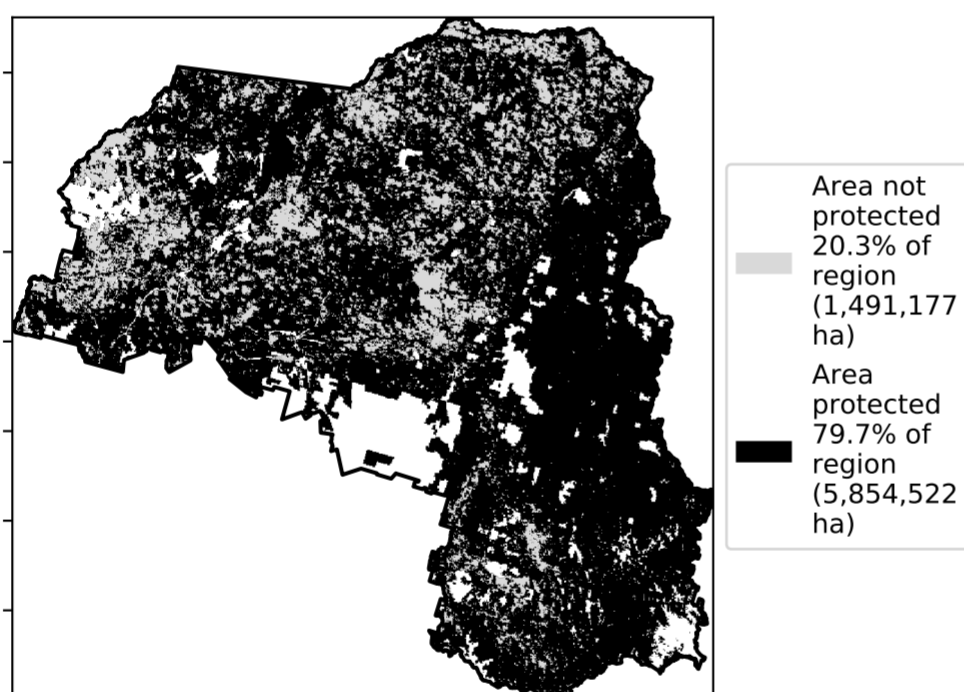 Area not
protected
20.3% of
region
(1,491,177
ha)
Area
protected
79.7% of
region
(5,854,522
ha)